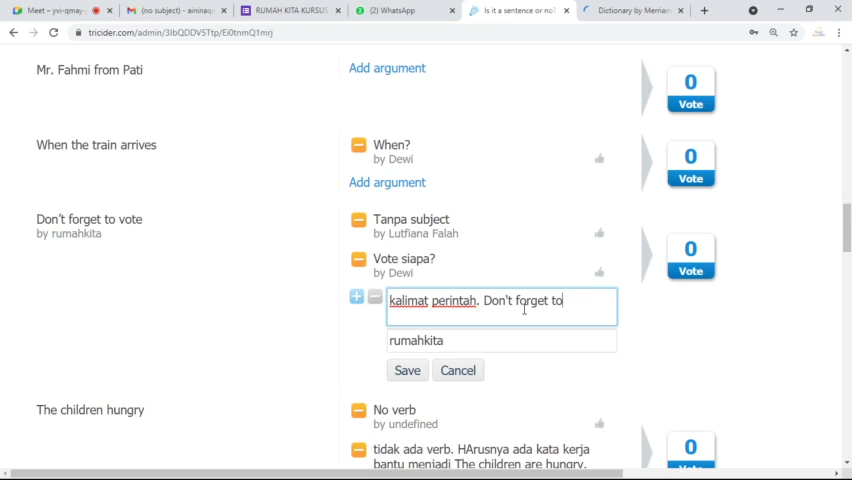 Meet – yvi-qmay-
(no subject) - aininaq
RUMAH KITA KURSUS
(2) WhatsApp
Is it a sentence or no?
Dictionary by Merriam
tricider.com/admin/3IbQDDV5Ttp/Ei0tnmQ1mrj
Mr. Fahmi from Pati
Add argument
0
Vote
When the train arrives
When?
by Dewi
Add argument
0
Vote
Don't forget to vote
by rumahkita
Tanpa subject
by Lutfiana Falah
Vote siapa?
by Dewi
0
Vote
kalimat perintah. Don't forget to
rumahkita
Save
Cancel
The children hungry
No verb
by undefined
tidak ada verb. HArusnya ada kata kerja
bantu menjadi The children are hungry.
0
Vote